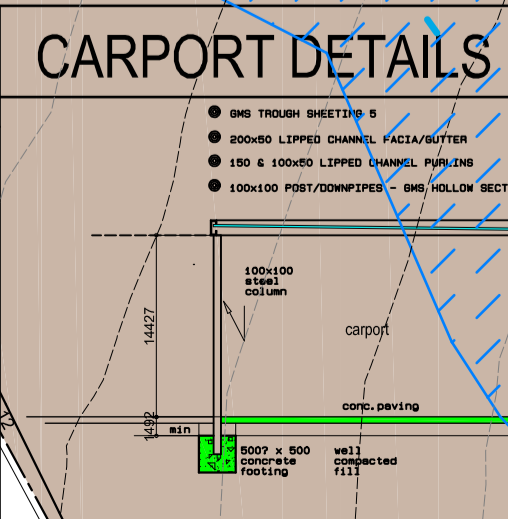 CARPORT DETAILS
GMS TROUGH SHEETING 5
200x50 LIPPED CHANNEL FACIA/GUTTER
150 & 100x50 LIPPED CHANNEL PURLINS
100x100 POST/DOWNPIPES - GMS HOLLOW SECT
100x100
steel
column
14427
carport
conc.paving
1492
min
12
500? x 500
concrete
footing
well
compacted
fill